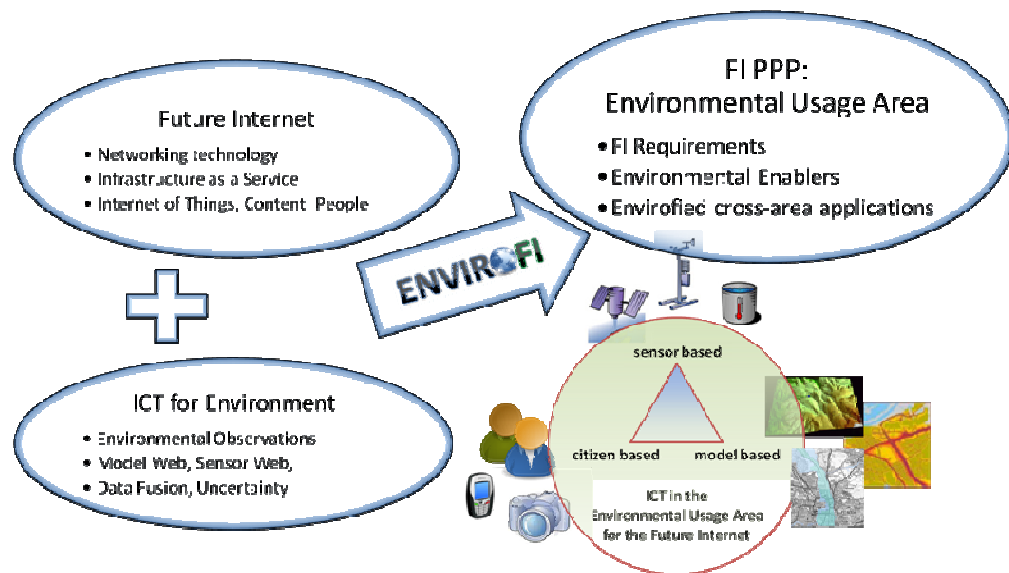 Future Internet
• Networking technology
• Infrastructure as a Service
• Internet of Things, Content People
ICT for Environment
• Environmental Observations
• Model Web, Sensor Web,
• Data Fusion, Uncertainty
ENVIROFI
FI PPP:
Environmental Usage Area
• FI Requirements
• Environmental Enablers
• Envirofied cross-area applications
sensor based
citizen based model based
ICT in the
Environmental Usage Area
for the Future Internet